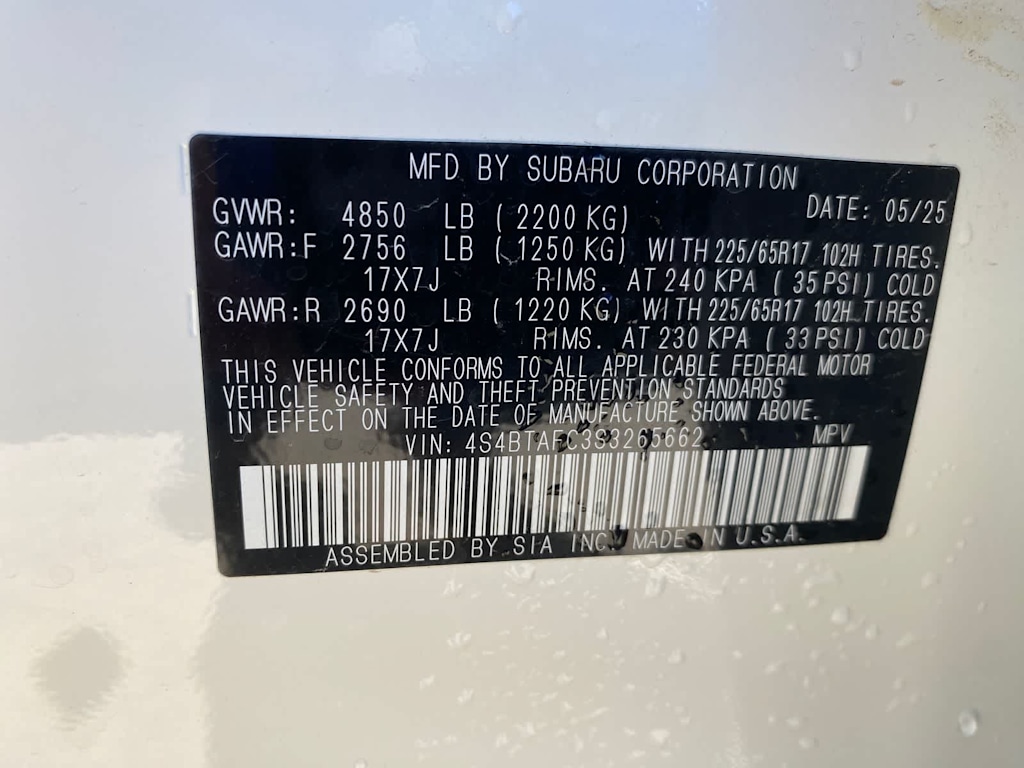 MFD BY SUBARU CORPORATION
GVWR: 4850 LB ( 2200 KG) DATE: 05/25
GAWR:F 2756 LB ( 1250 KG) WITH 225/65R17 102H TIRES.
17X7J RIMS. AT 240 KPA ( 35 PSI) COLD
GAWR:R 2690 LB ( 1220 KG) WITH 225/65R17 102H TIRES.
17X7J RIMS. AT 230 KPA ( 33 PSI) COLD
THIS VEHICLE CONFORMS TO ALL APPLICABLE FEDERAL MOTOR
VEHICLE SAFETY AND THEFT PREVENTION STANDARDS
IN EFFECT ON THE DATE OF MANUFACTURE SHOWN ABOVE.
VIN: 4S4BTAFC3S3265662 MPV
ASSEMBLED BY SIA INC. MADE IN U.S.A.